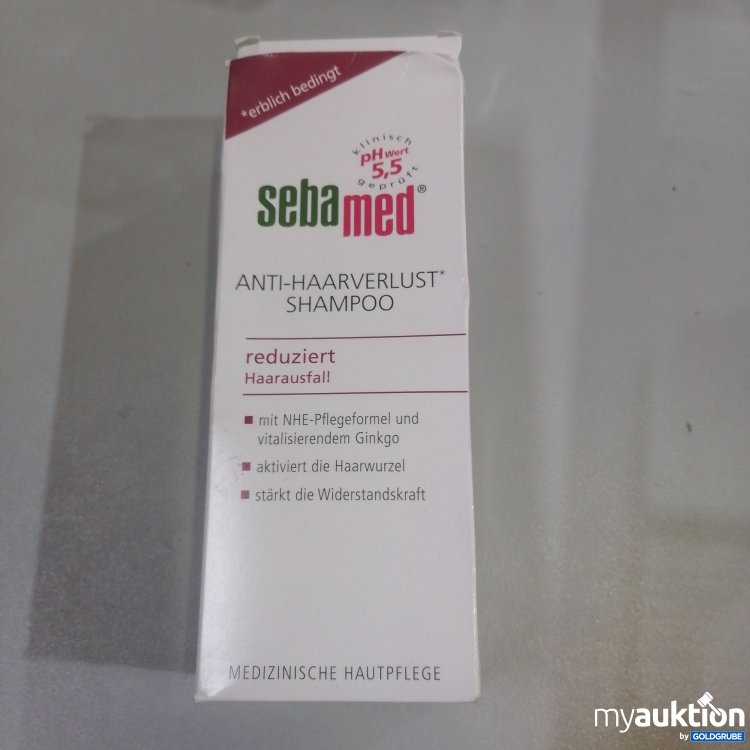 *erblich bedingt
klinisch
pH Wert
5,5
geprüft
sebamed®
ANTI-HAARVERLUST*
SHAMPOO
reduziert
Haarausfall
mit NHE-Pflegeformel und
vitalisierendem Ginkgo
aktiviert die Haarwurzel
stärkt die Widerstandskraft
MEDIZINISCHE HAUTPFLEGE
myauktion
by GOLDGRUBE